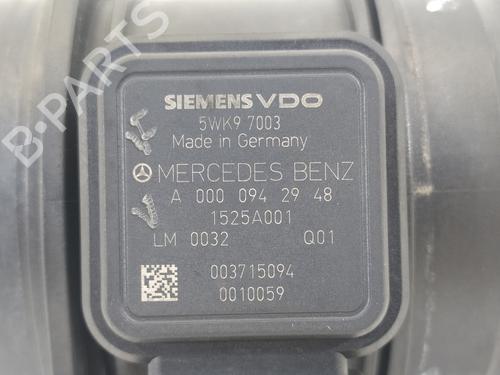 SIEMENS VDO
5WK9 7003
Made in Germany
MERCEDES BENZ
A 000 094 29 48
1525A001
LM 0032 Q01
003715094
0010059
B-PARTS